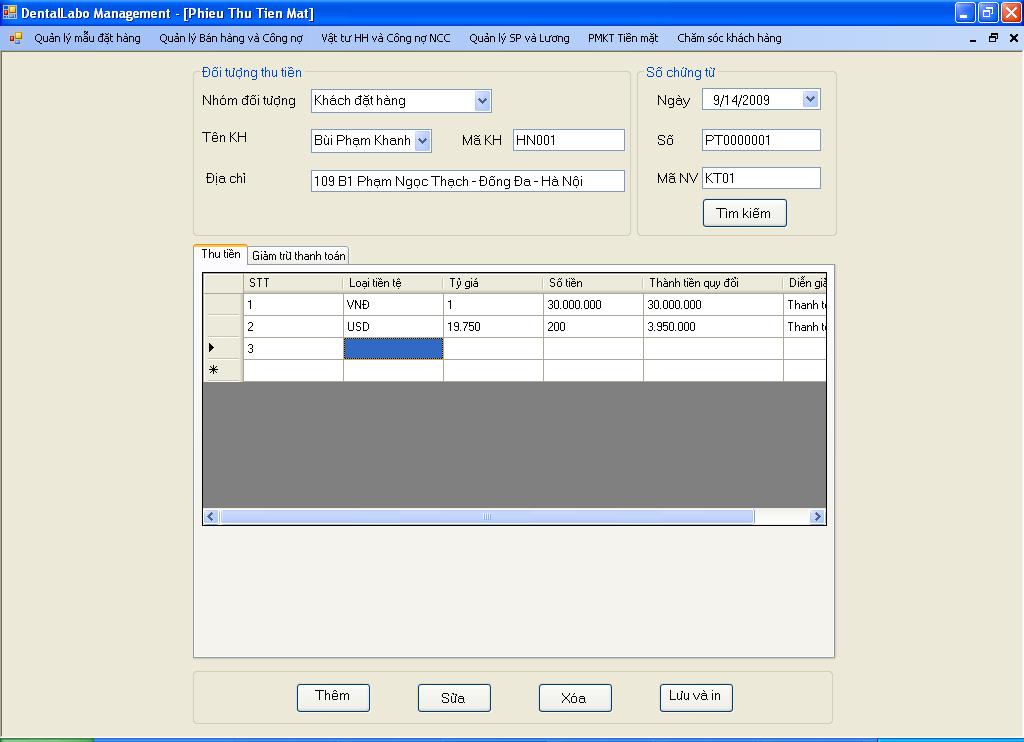 DentalLabo Management - [Phieu Thu Tien Mat]
Quản lý mẫu đặt hàng Quản lý Bán hàng và Công nợ Vật tư HH và Công nợ NCC Quản lý SP và Lương PMKT Tiền mặt Chăm sóc khách hàng
Đối tượng thu tiền
Nhóm đối tượng Khách đặt hàng
Tên KH Bùi Phạm Khanh Mã KH HN001
Địa chỉ 109 B1 Phạm Ngọc Thạch - Đống Đa - Hà Nội
Số chứng từ
Ngày 9/14/2009
Số PT0000001
Mã NV KT01
Tìm kiếm
Thu tiền Giảm trừ thanh toán
STT Loại tiền tệ Tỷ giá Số tiền Thành tiền quy đổi Diễn giả
1 VNĐ 1 30.000.000 30.000.000 Thanh to
2 USD 19.750 200 3.950.000 Thanh to
3
Thêm Sửa Xóa Lưu và in